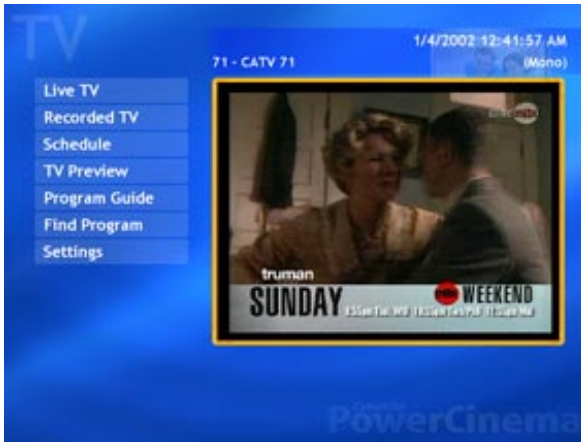 TV
1/4/2002 12:41:57 AM
71 - CATV 71
(Mono)
Live TV
Recorded TV
Schedule
TV Preview
Program Guide
Find Program
Settings
truman
SUNDAY
WEEKEND
PowerCinema